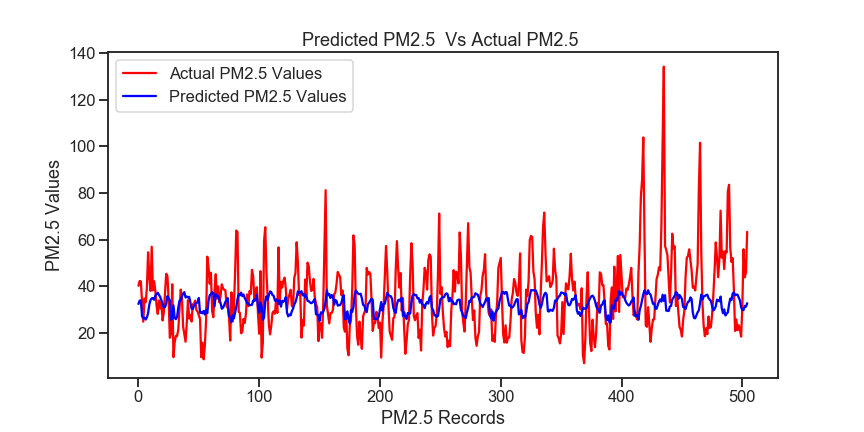 Predicted PM2.5  Vs Actual PM2.5
140
120
100
80
60
40
20
Actual PM2.5 Values
Predicted PM2.5 Values
PM2.5 Values
0 100 200 300 400 500
PM2.5 Records